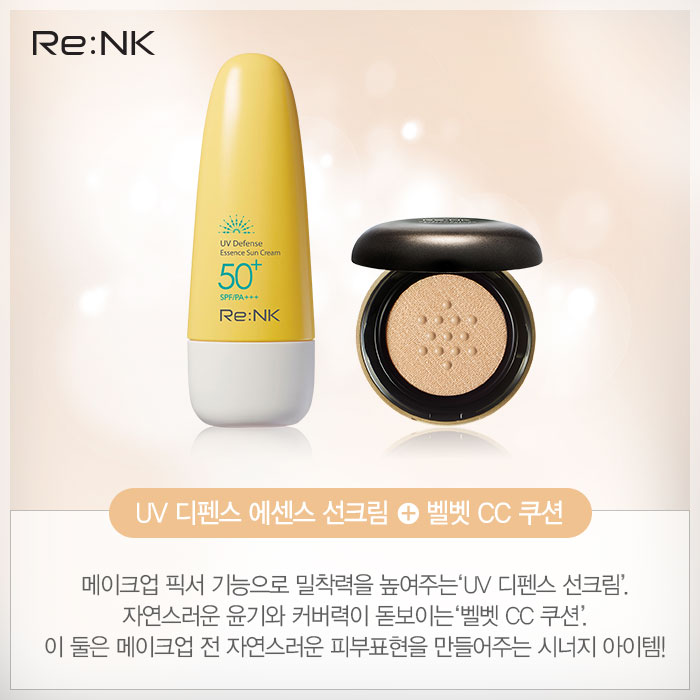 Re:NK
UV Defense
Essence Sun Cream
50+
SPF/PA+++
Re:NK
UV 디펜스 에센스 선크림 + 벨벳 CC 쿠션
메이크업 픽서 기능으로 밀착력을 높여주는‘UV 디펜스 선크림’.
자연스러운 윤기와 커버력이 돋보이는‘벨벳 CC 쿠션’.
이 둘은 메이크업 전 자연스러운 피부표현을 만들어주는 시너지 아이템!